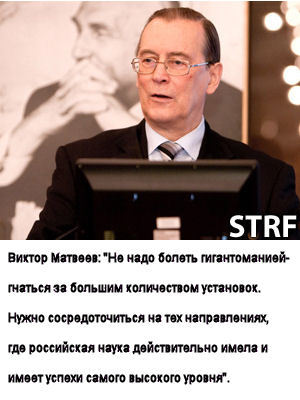 STRF
Виктор Матвеев: "Не надо болеть гигантоманией-
гнаться за большим количеством установок.
Нужно сосредоточиться на тех направлениях,
где российская наука действительно имела и
имеет успехи самого высокого уровня".